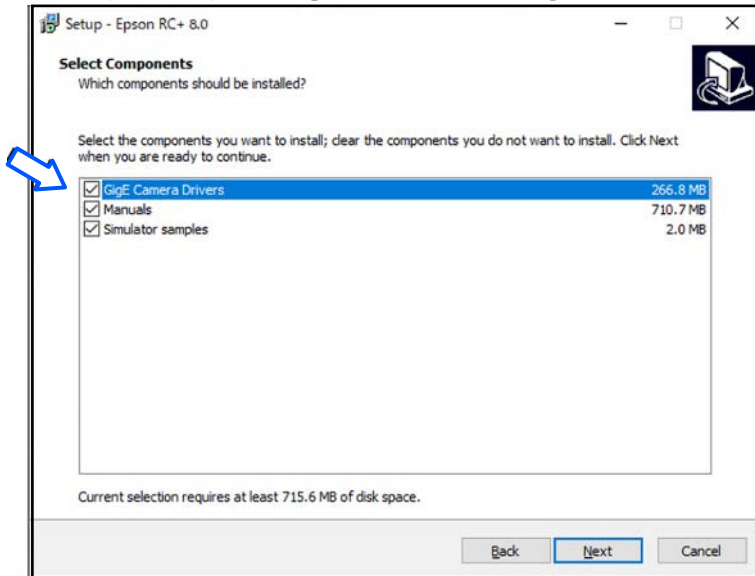 Setup - Epson RC+ 8.0
Select Components
Which components should be installed?
Select the components you want to install; clear the components you do not want to install. Click Next
when you are ready to continue.
GigE Camera Drivers 266.8 MB
Manuals 710.7 MB
Simulator samples 2.0 MB
Current selection requires at least 715.6 MB of disk space.
Back Next Cancel